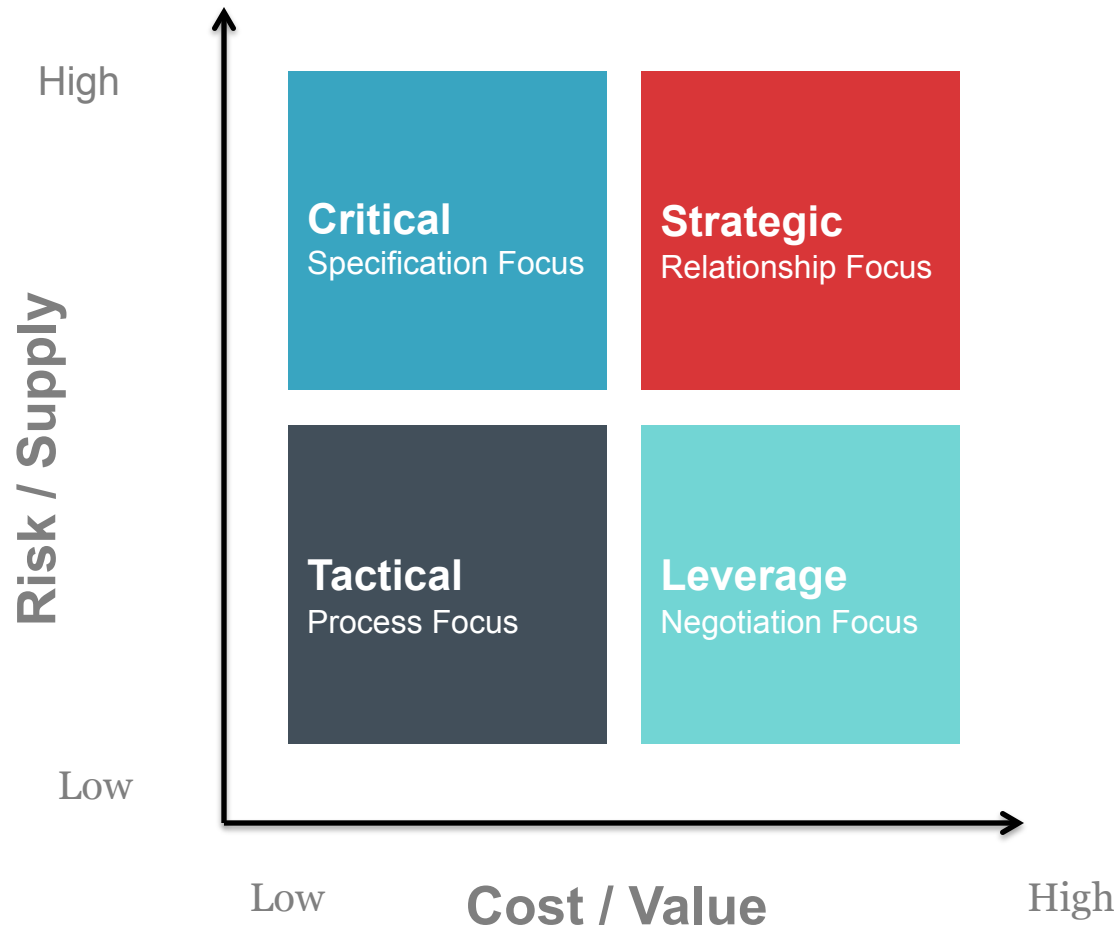 High
Critical
Specification Focus
Strategic
Relationship Focus
Risk / Supply
Tactical
Process Focus
Leverage
Negotiation Focus
Low
Low
Cost / Value
High